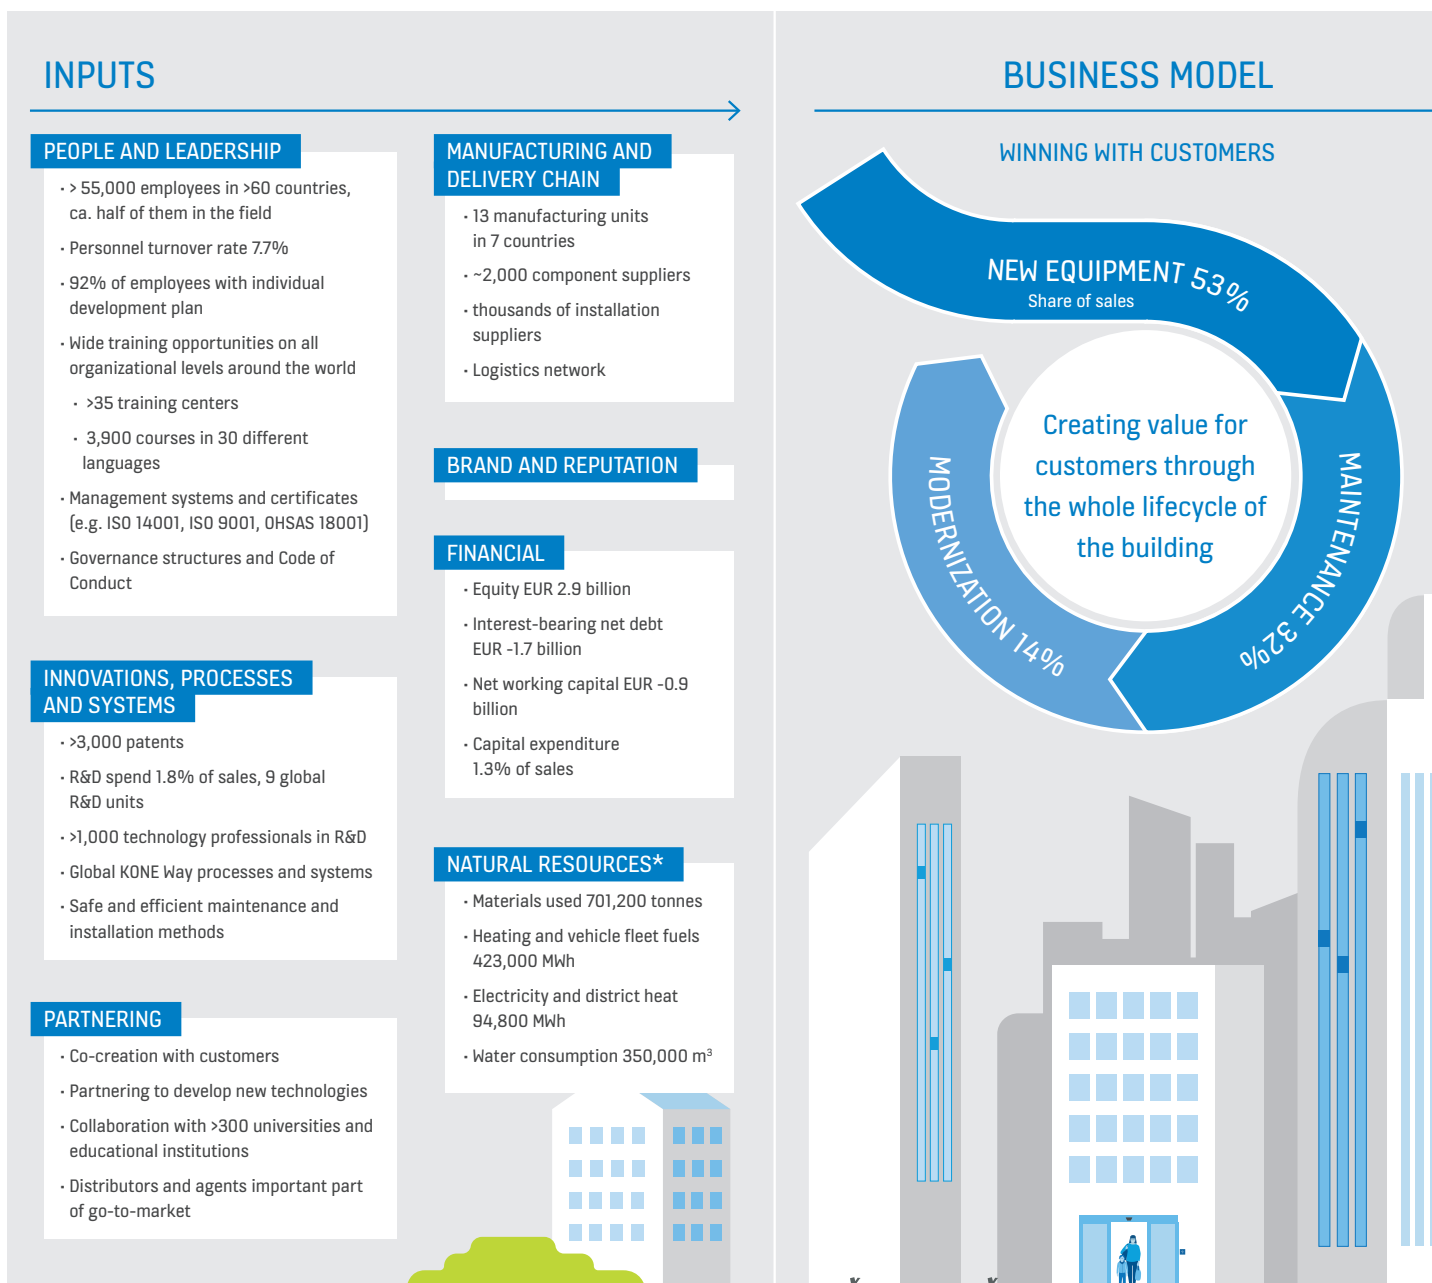 INPUTS
PEOPLE AND LEADERSHIP
· > 55,000 employees in >60 countries,
ca. half of them in the field
· Personnel turnover rate 7.7%
· 92% of employees with individual
development plan
· Wide training opportunities on all
organizational levels around the world
· >35 training centers
· 3,900 courses in 30 different
languages
· Management systems and certificates
(e.g. ISO 14001, ISO 9001, OHSAS 18001)
· Governance structures and Code of
Conduct
INNOVATIONS, PROCESSES
AND SYSTEMS
· >3,000 patents
· R&D spend 1.8% of sales, 9 global
R&D units
· >1,000 technology professionals in R&D
· Global KONE Way processes and systems
· Safe and efficient maintenance and
installation methods
PARTNERING
· Co-creation with customers
· Partnering to develop new technologies
· Collaboration with >300 universities and
educational institutions
· Distributors and agents important part
of go-to-market
MANUFACTURING AND
DELIVERY CHAIN
· 13 manufacturing units
in 7 countries
· ~2,000 component suppliers
· thousands of installation
suppliers
· Logistics network
BRAND AND REPUTATION
FINANCIAL
· Equity EUR 2.9 billion
· Interest-bearing net debt
EUR -1.7 billion
· Net working capital EUR -0.9
billion
· Capital expenditure
1.3% of sales
NATURAL RESOURCES*
· Materials used 701,200 tonnes
· Heating and vehicle fleet fuels
423,000 MWh
· Electricity and district heat
94,800 MWh
· Water consumption 350,000 m³
BUSINESS MODEL
WINNING WITH CUSTOMERS
NEW EQUIPMENT 53%
Share of sales
MAINTENANCE 32%
MODERNIZATION 14%
Creating value for
customers through
the whole lifecycle of
the building